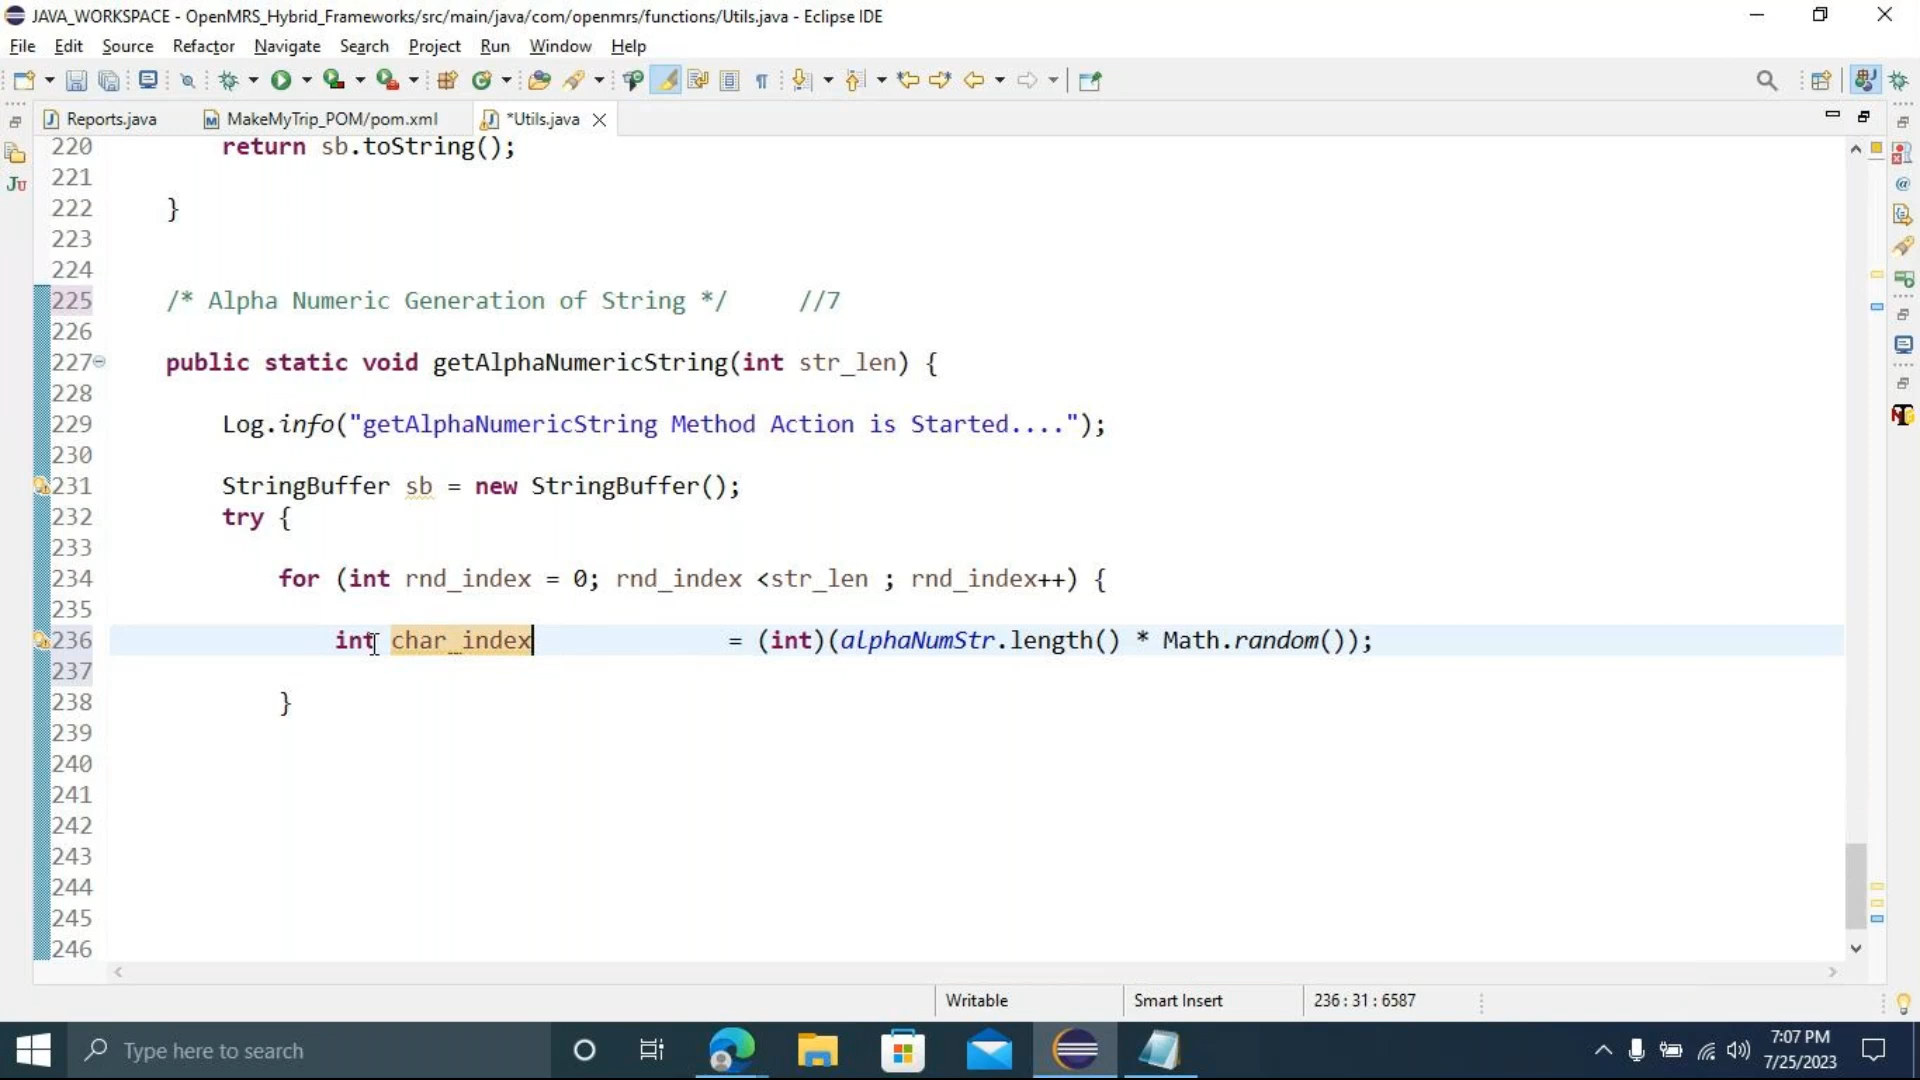 JAVA_WORKSPACE - OpenMRS_Hybrid_Frameworks/src/main/java/com/openmrs/functions/Utils.java - Eclipse IDE
File Edit Source Refactor Navigate Search Project Run Window Help
Reports.java MakeMyTrip_POM/pom.xml *Utils.java
220 return sb.toString();
221
222 }
223
224
225 /* Alpha Numeric Generation of String */ //7
226
227 public static void getAlphaNumericString(int str_len) {
228
229 Log.info("getAlphaNumericString Method Action is Started....");
230
231 StringBuffer sb = new StringBuffer();
232 try {
233
234 for (int rnd_index = 0; rnd_index <str_len ; rnd_index++) {
235
236 int char_index = (int)(alphaNumStr.length() * Math.random());
237
238 }
239
240
241
242
243
244
245
246
Writable Smart Insert 236 : 31 : 6587
Type here to search
7:07 PM
7/25/2023